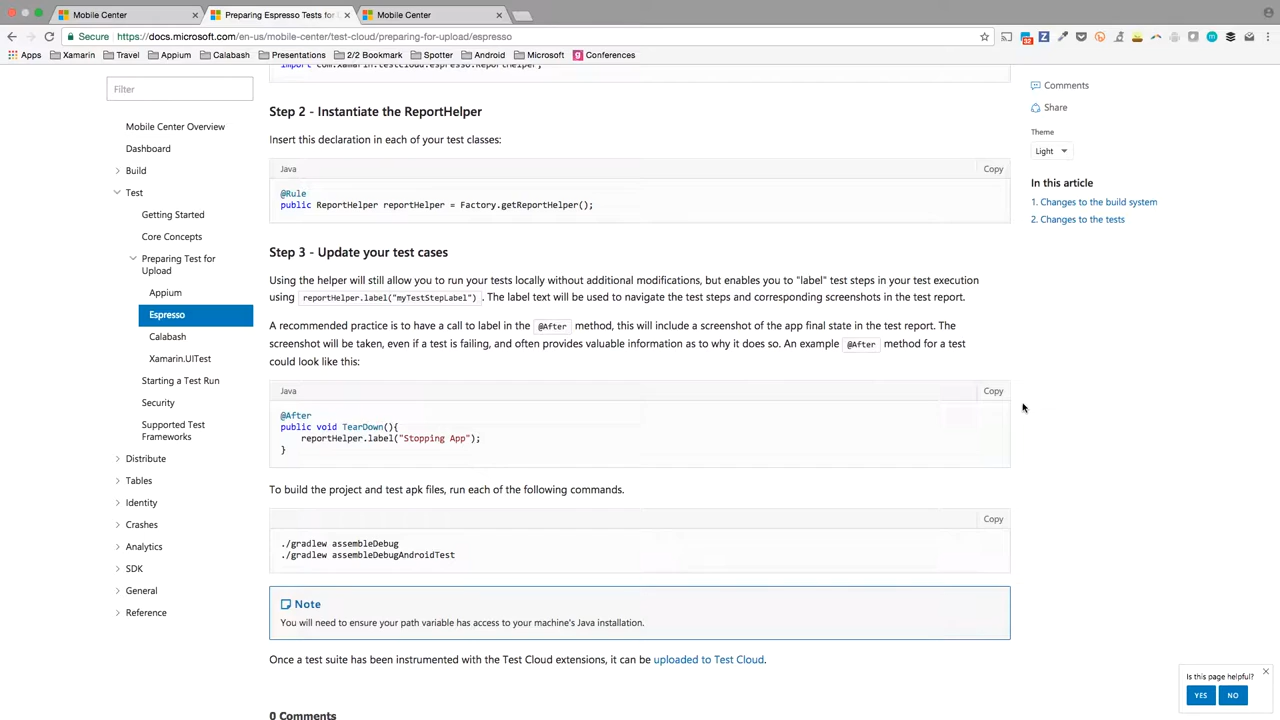 Mobile Center
Preparing Espresso Tests for U
Mobile Center
Secure
https://docs.microsoft.com/en-us/mobile-center/test-cloud/preparing-for-upload/espresso
32
Apps
Xamarin
Travel
Appium
Calabash
Presentations
2/2 Bookmark
Spotter
Android
Microsoft
Conferences
Filter
Mobile Center Overview
Dashboard
Build
Test
Getting Started
Core Concepts
Preparing Test for
Upload
Appium
Espresso
Calabash
Xamarin.UITest
Starting a Test Run
Security
Supported Test
Frameworks
Distribute
Tables
Identity
Crashes
Analytics
SDK
General
Reference
import com.xamarin.testcloud.espresso.ReportHelper;
Step 2 - Instantiate the ReportHelper
Insert this declaration in each of your test classes:
Java
Copy
@Rule
public ReportHelper reportHelper = Factory.getReportHelper();
Step 3 - Update your test cases
Using the helper will still allow you to run your tests locally without additional modifications, but enables you to "label" test steps in your test execution
using reportHelper.label("myTestStepLabel") . The label text will be used to navigate the test steps and corresponding screenshots in the test report.
A recommended practice is to have a call to label in the @After method, this will include a screenshot of the app final state in the test report. The
screenshot will be taken, even if a test is failing, and often provides valuable information as to why it does so. An example @After method for a test
could look like this:
Java
Copy
@After
public void TearDown(){
reportHelper.label("Stopping App");
}
To build the project and test apk files, run each of the following commands.
Copy
./gradlew assembleDebug
./gradlew assembleDebugAndroidTest
Note
You will need to ensure your path variable has access to your machine's Java installation.
Once a test suite has been instrumented with the Test Cloud extensions, it can be uploaded to Test Cloud.
0 Comments
Comments
Share
Theme
Light
In this article
1. Changes to the build system
2. Changes to the tests
Is this page helpful?
YES
NO